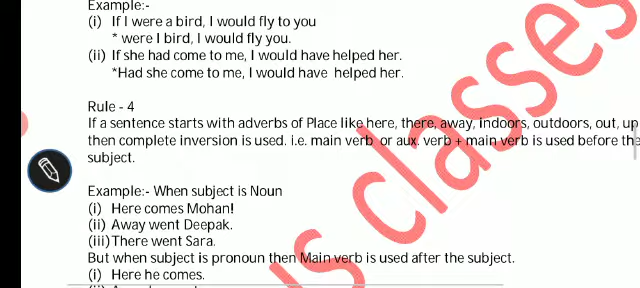 Example:-
(i) If I were a bird, I would fly to you
* were I bird, I would fly you.
(ii) If she had come to me, I would have helped her.
*Had she come to me, I would have helped her.
Rule - 4
If a sentence starts with adverbs of Place like here, there, away, indoors, outdoors, out, up
then complete inversion is used. i.e. main verb or aux. verb + main verb is used before the
subject.
Example:- When subject is Noun
(i) Here comes Mohan!
(ii) Away went Deepak.
(iii) There went Sara.
But when subject is pronoun then Main verb is used after the subject.
(i) Here he comes.
classes